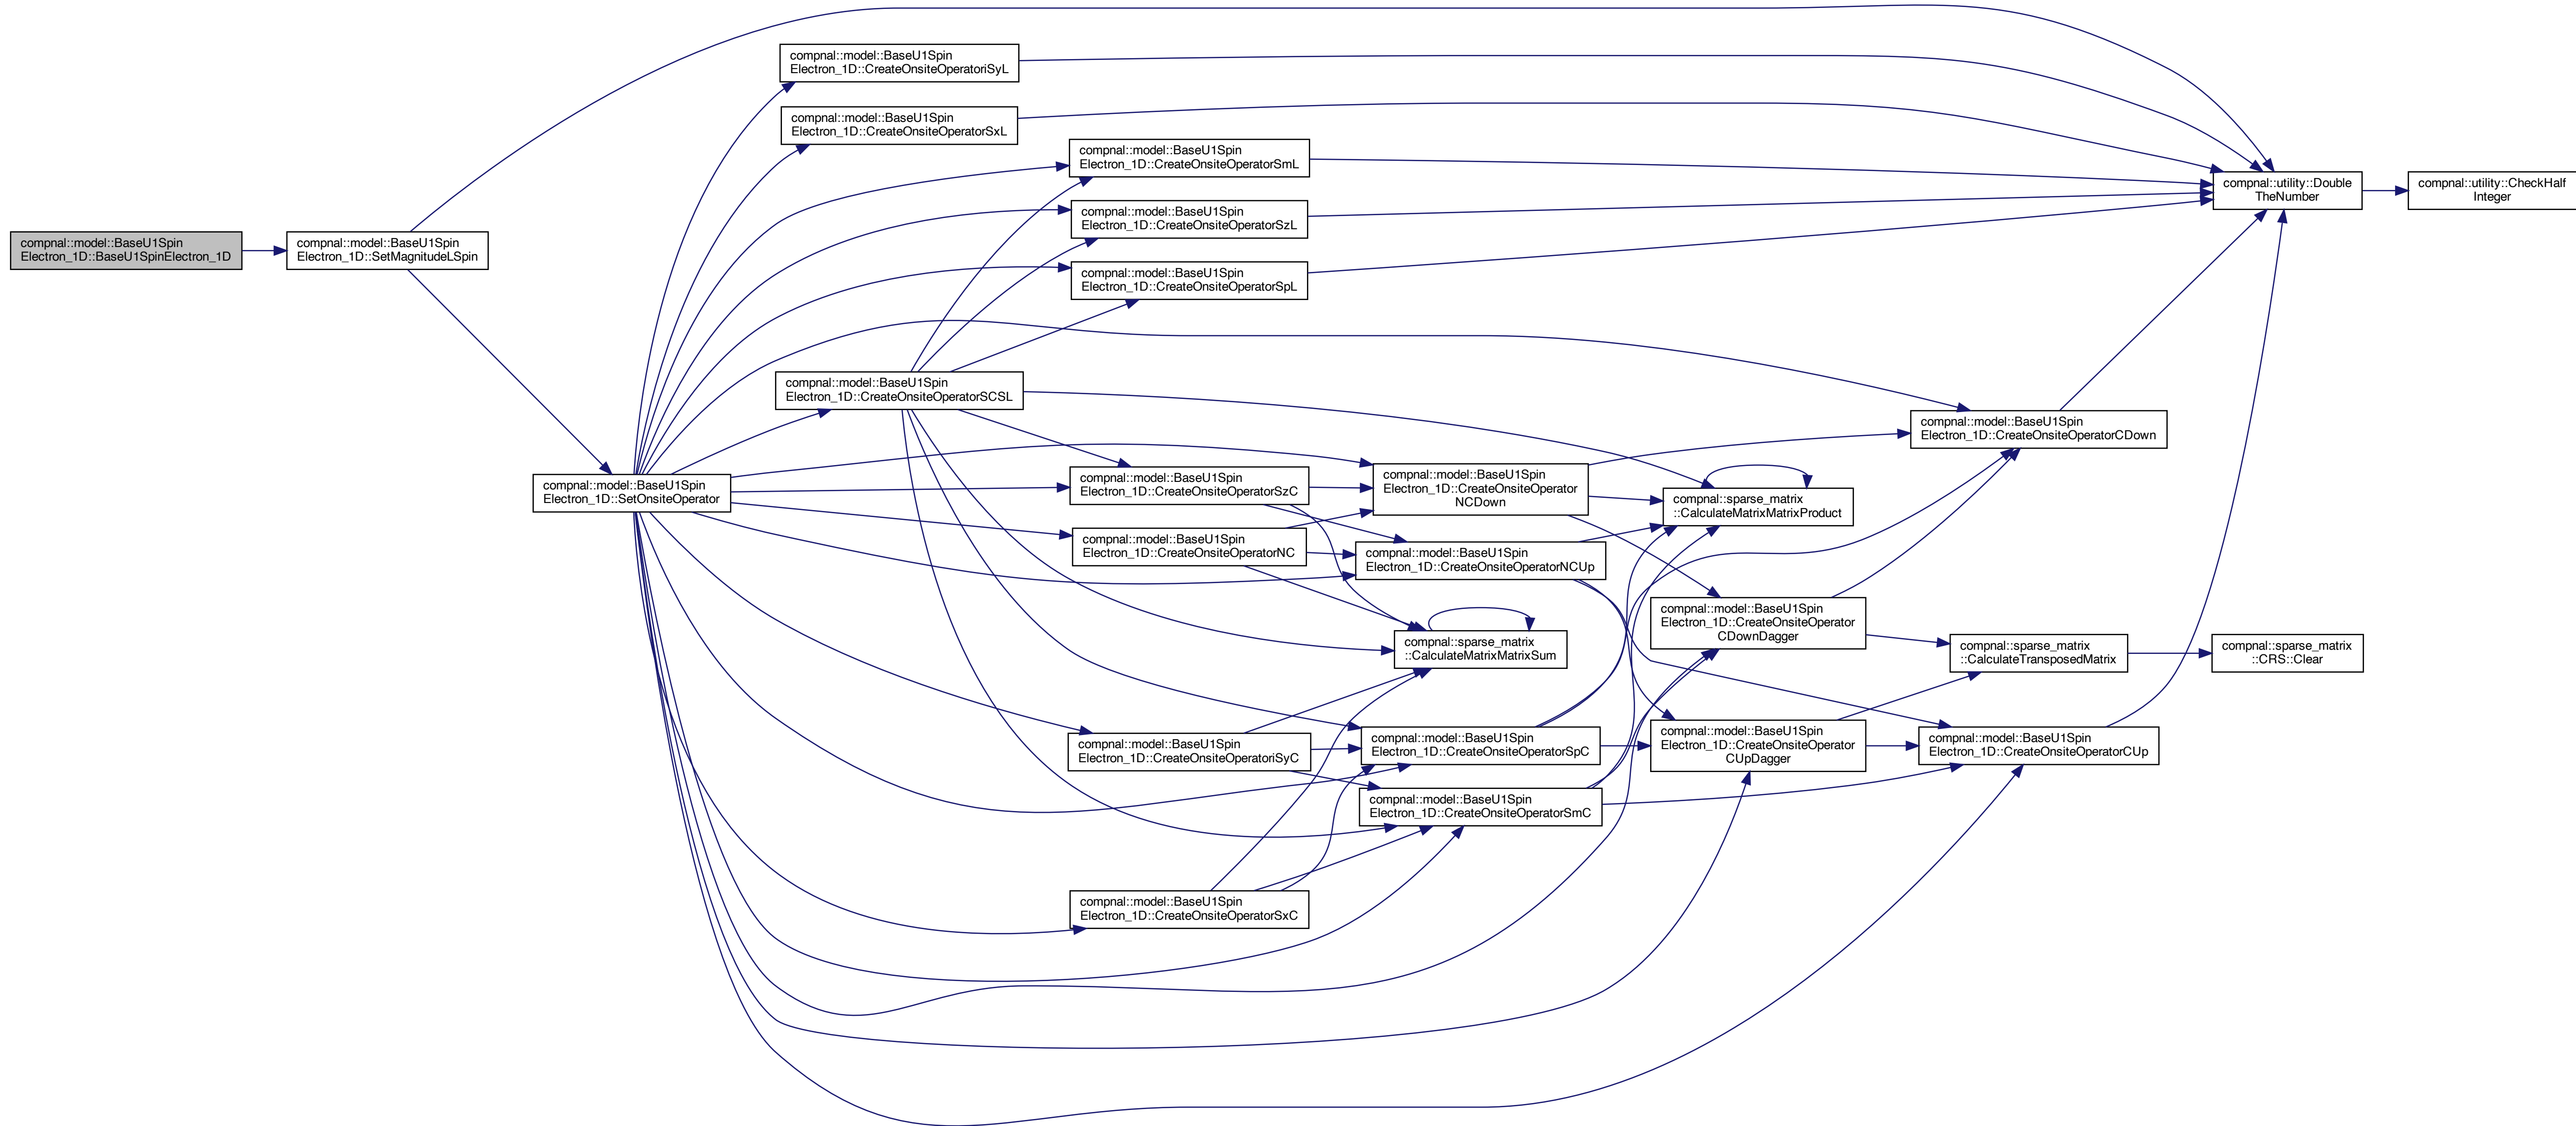 compnal::model::BaseU1Spin
Electron_1D::BaseU1SpinElectron_1D
compnal::model::BaseU1Spin
Electron_1D::SetMagnitudeLSpin
compnal::model::BaseU1Spin
Electron_1D::SetOnsiteOperator
compnal::model::BaseU1Spin
Electron_1D::CreateOnsiteOperatoriSyL
compnal::model::BaseU1Spin
Electron_1D::CreateOnsiteOperatorSxL
compnal::model::BaseU1Spin
Electron_1D::CreateOnsiteOperatorSCSL
compnal::model::BaseU1Spin
Electron_1D::CreateOnsiteOperatorSmL
compnal::model::BaseU1Spin
Electron_1D::CreateOnsiteOperatorSzL
compnal::model::BaseU1Spin
Electron_1D::CreateOnsiteOperatorSpL
compnal::model::BaseU1Spin
Electron_1D::CreateOnsiteOperatorSzC
compnal::model::BaseU1Spin
Electron_1D::CreateOnsiteOperatorNC
compnal::model::BaseU1Spin
Electron_1D::CreateOnsiteOperatoriSyC
compnal::model::BaseU1Spin
Electron_1D::CreateOnsiteOperatorSxC
compnal::model::BaseU1Spin
Electron_1D::CreateOnsiteOperator
NCDown
compnal::model::BaseU1Spin
Electron_1D::CreateOnsiteOperatorNCUp
compnal::sparse_matrix
::CalculateMatrixMatrixSum
compnal::model::BaseU1Spin
Electron_1D::CreateOnsiteOperatorSpC
compnal::model::BaseU1Spin
Electron_1D::CreateOnsiteOperatorSmC
compnal::sparse_matrix
::CalculateMatrixMatrixProduct
compnal::model::BaseU1Spin
Electron_1D::CreateOnsiteOperator
CDownDagger
compnal::model::BaseU1Spin
Electron_1D::CreateOnsiteOperator
CUpDagger
compnal::model::BaseU1Spin
Electron_1D::CreateOnsiteOperatorCDown
compnal::sparse_matrix
::CalculateTransposedMatrix
compnal::model::BaseU1Spin
Electron_1D::CreateOnsiteOperatorCUp
compnal::utility::Double
TheNumber
compnal::sparse_matrix
::CRS::Clear
compnal::utility::CheckHalf
Integer